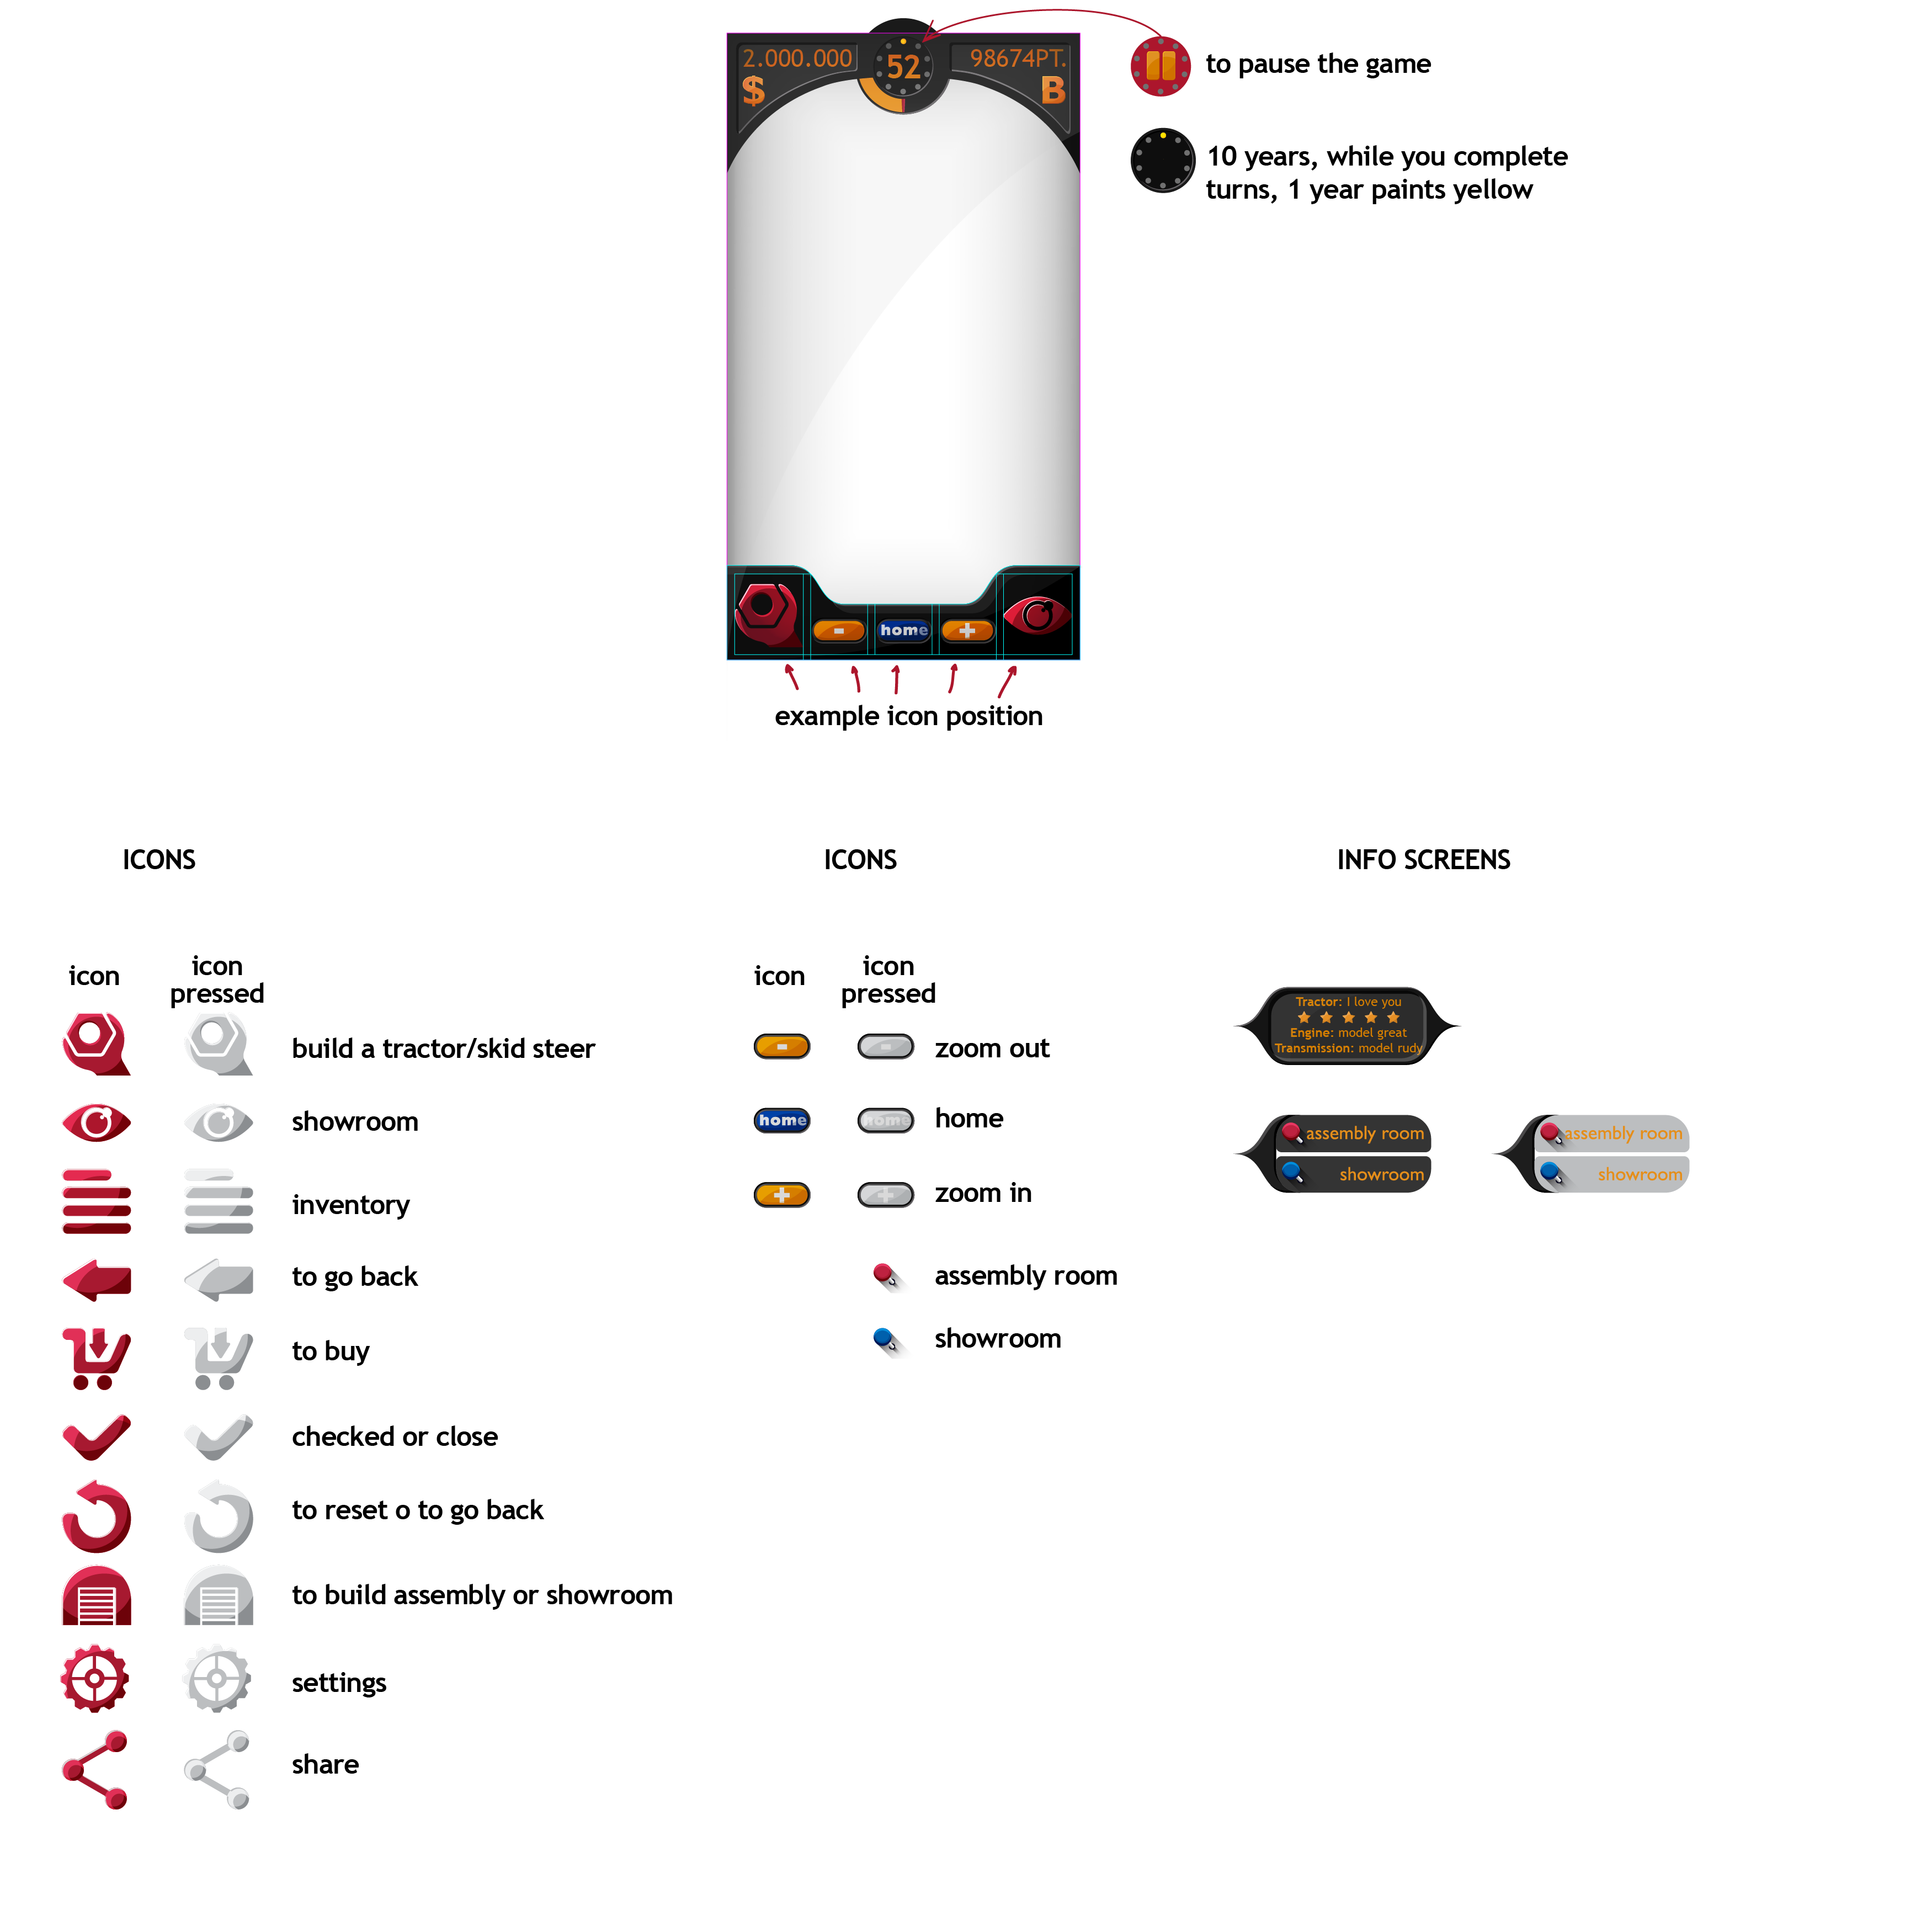 2.000.000
$
52
98674PT.
B
to pause the game
10 years, while you complete
turns, 1 year paints yellow
-
home
+
example icon position
ICONS
icon
icon
pressed
build a tractor/skid steer
showroom
inventory
to go back
to buy
checked or close
to reset o to go back
to build assembly or showroom
settings
share
ICONS
icon
icon
pressed
- - zoom out
home home home
+ + zoom in
assembly room
showroom
INFO SCREENS
Tractor: I love you
Engine: model great
Transmission: model rudy
assembly room
showroom
assembly room
showroom